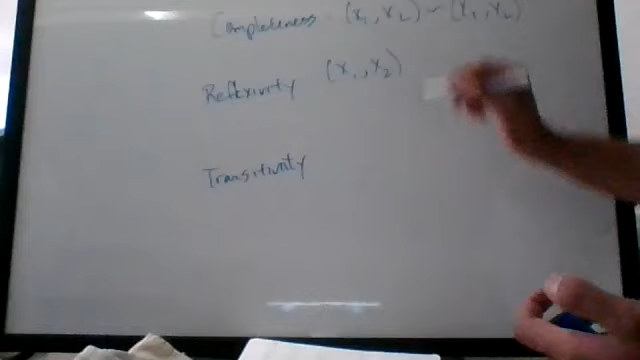 Completeness - (x₁, x₂) ~ (Y₁, Y₂)
Reflexivity (x₁, x₂)
Transitivity